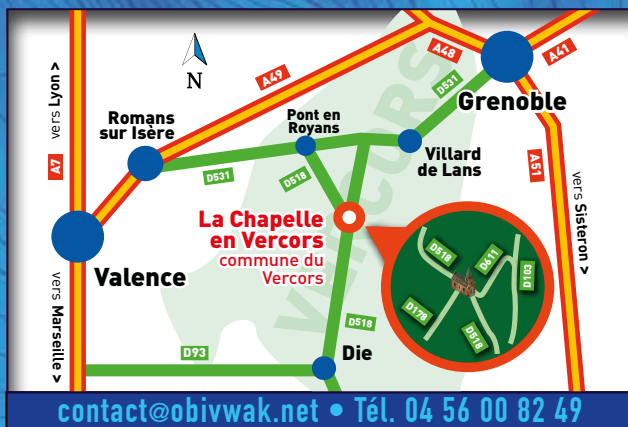 A48
A41
A49
D531
Grenoble
vers Lyon >
N
Romans
sur Isère
Pont en
Royans
Villard
de Lans
A7
D531
D518
A51
VERCORS
vers Sisteron >
La Chapelle
en Vercors
commune du
Vercors
Valence
D518
D611
D103
D178
D518
vers Marseille <
D518
D93
Die
contact@obivwak.net • Tél. 04 56 00 82 49